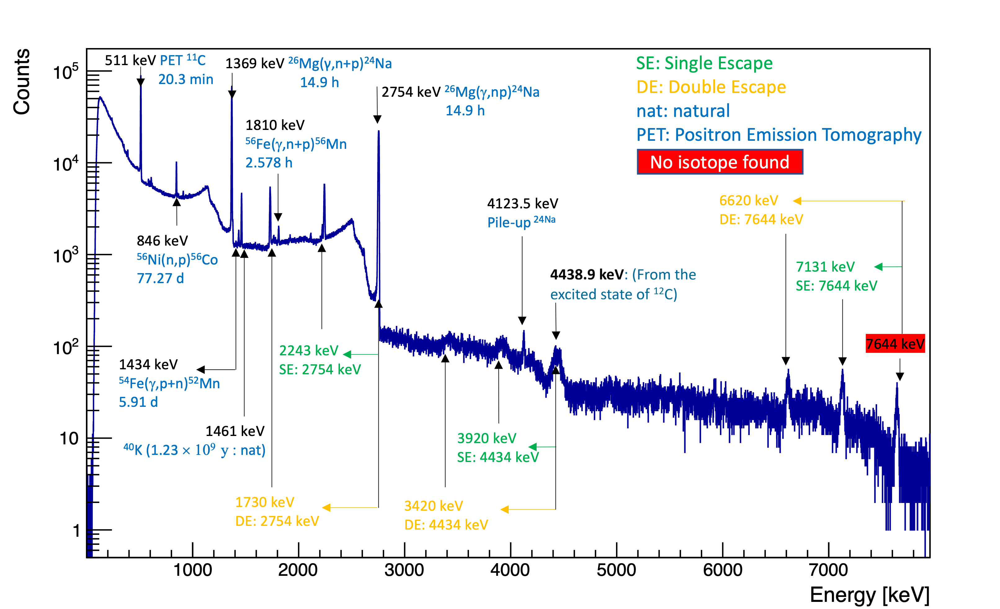 Counts
10⁵
10⁴
10³
10²
10
1
511 keV PET ¹¹C
20.3 min
1369 keV ²⁶Mg(γ,n+p)²⁴Na
14.9 h
2754 keV ²⁶Mg(γ,np)²⁴Na
14.9 h
1810 keV
⁵⁶Fe(γ,n+p)⁵⁶Mn
2.578 h
SE: Single Escape
DE: Double Escape
nat: natural
PET: Positron Emission Tomography
No isotope found
846 keV
⁵⁶Ni(n,p)⁵⁶Co
77.27 d
4123.5 keV
Pile-up ²⁴Na
4438.9 keV: (From the
excited state of ¹²C)
6620 keV
DE: 7644 keV
7131 keV
SE: 7644 keV
7644 keV
1434 keV
⁵⁴Fe(γ,p+n)⁵²Mn
5.91 d
2243 keV
SE: 2754 keV
1461 keV
⁴⁰K (1.23 × 10⁹ y : nat)
3920 keV
SE: 4434 keV
1730 keV
DE: 2754 keV
3420 keV
DE: 4434 keV
1000 2000 3000 4000 5000 6000 7000
Energy [keV]